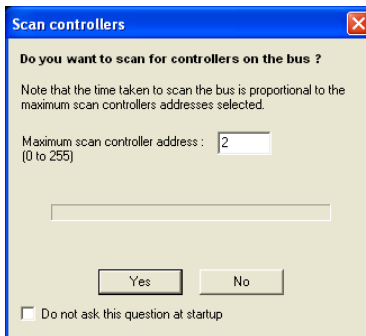 Scan controllers
Do you want to scan for controllers on the bus ?
Note that the time taken to scan the bus is proportional to the
maximum scan controllers addresses selected.
Maximum scan controller address : 2
(0 to 255)
Yes No
Do not ask this question at startup